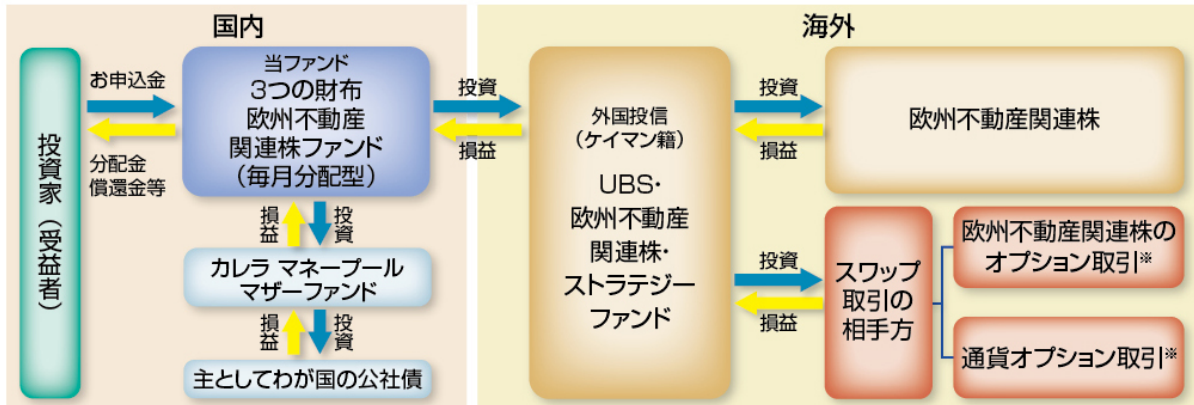 国内
海外
投資家（受益者）
お申込金
分配金
償還金等
当ファンド
3つの財布
欧州不動産
関連株ファンド
（毎月分配型）
損益
投資
カレラ マネープール
マザーファンド
損益
投資
主としてわが国の公社債
投資
損益
外国投信
（ケイマン籍）
UBS・
欧州不動産
関連株・
ストラテジー
ファンド
投資
損益
欧州不動産関連株
投資
損益
スワップ
取引の
相手方
欧州不動産関連株の
オプション取引※
通貨オプション取引※